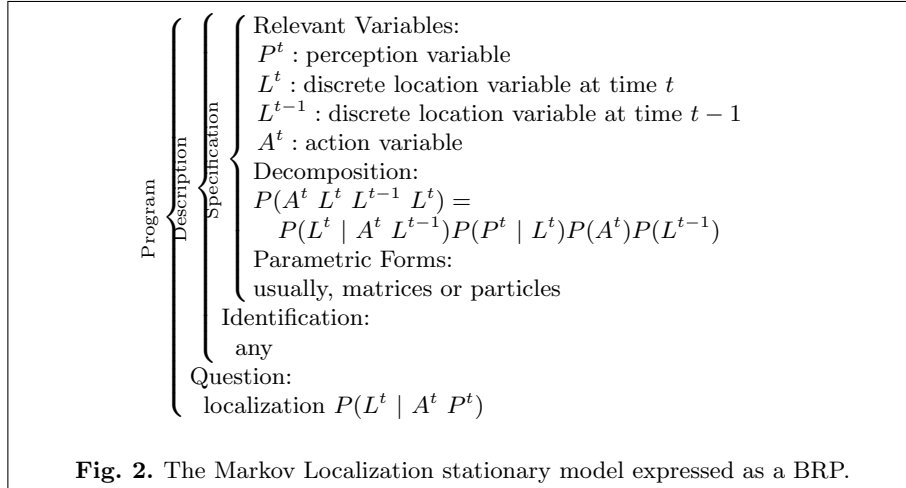 Program
Description
Specification
Relevant Variables:
P^t : perception variable
L^t : discrete location variable at time t
L^{t−1} : discrete location variable at time t − 1
A^t : action variable
Decomposition:
P(A^t L^t L^{t−1} L^t) =
P(L^t | A^t L^{t−1})P(P^t | L^t)P(A^t)P(L^{t−1})
Parametric Forms:
usually, matrices or particles
Identification:
any
Question:
localization P(L^t | A^t P^t)
Fig. 2. The Markov Localization stationary model expressed as a BRP.